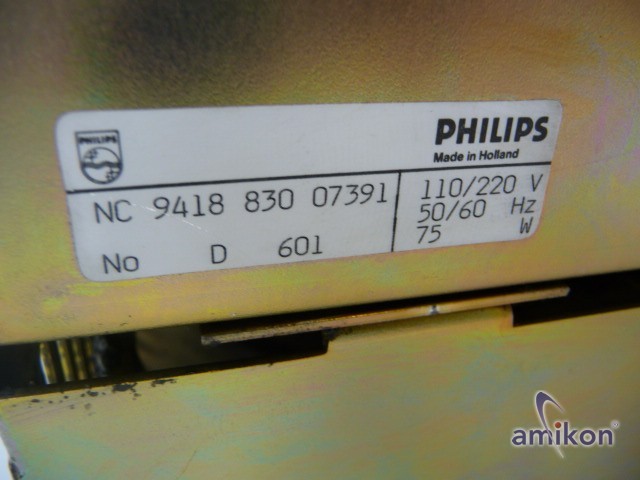 PHILIPS
PHILIPS
Made in Holland
NC 9418 830 07391
110/220 V
50/60 Hz
No D 601
75 W
amikon®